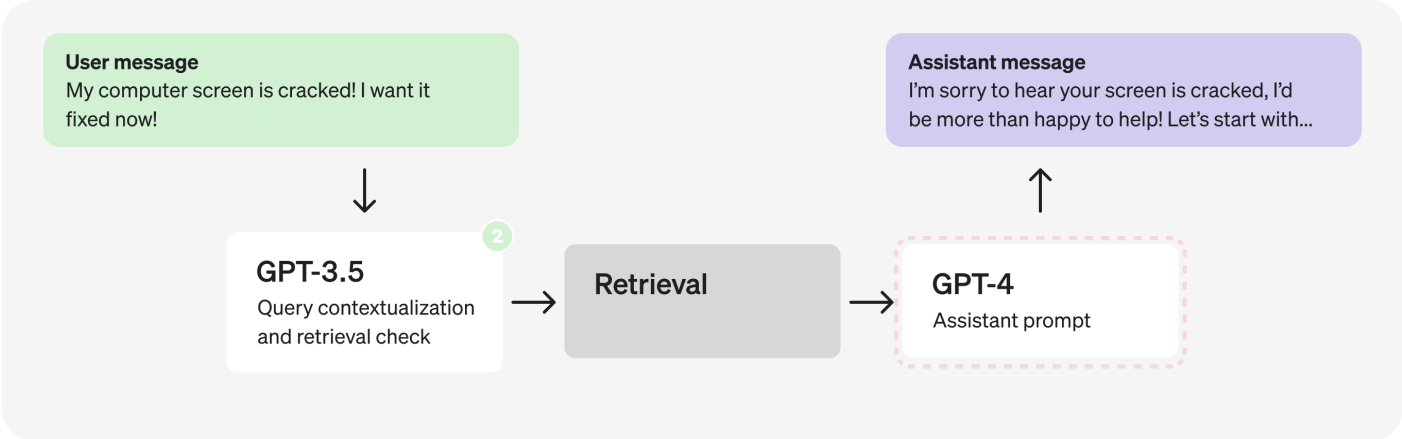 User message
My computer screen is cracked! I want it
fixed now!
Assistant message
I'm sorry to hear your screen is cracked, I'd
be more than happy to help! Let's start with...
2
GPT-3.5
Query contextualization
and retrieval check
Retrieval
GPT-4
Assistant prompt